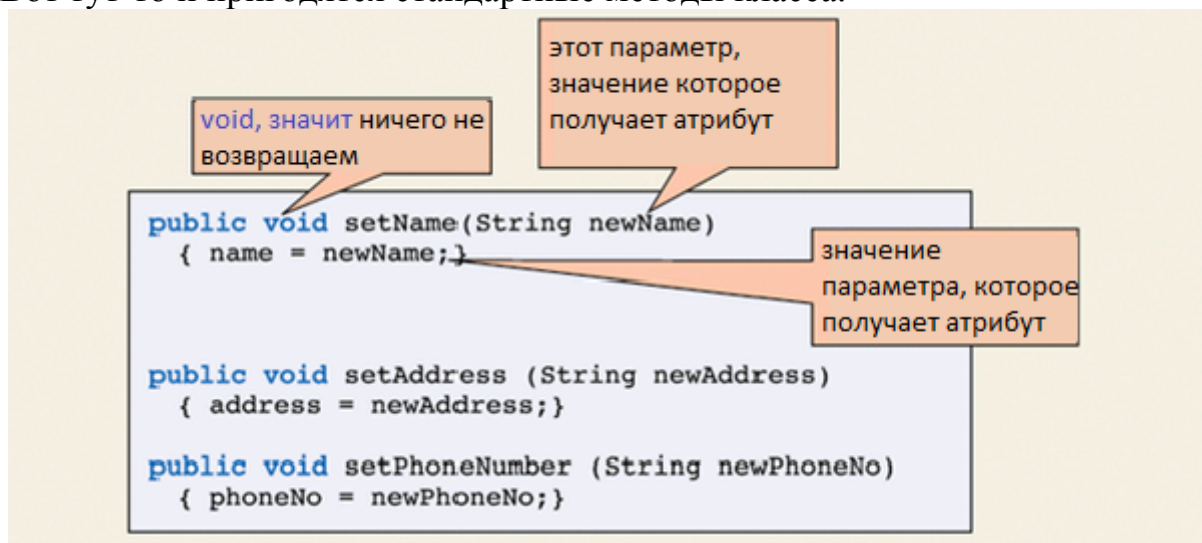 Вот тут то и пригодятся стандартные методы класса.
этот параметр,
значение которое
получает атрибут
void, значит ничего не
возвращаем
public void setName(String newName)
{ name = newName;}
значение
параметра, которое
получает атрибут
public void setAddress (String newAddress)
{ address = newAddress;}
public void setPhoneNumber (String newPhoneNo)
{ phoneNo = newPhoneNo;}